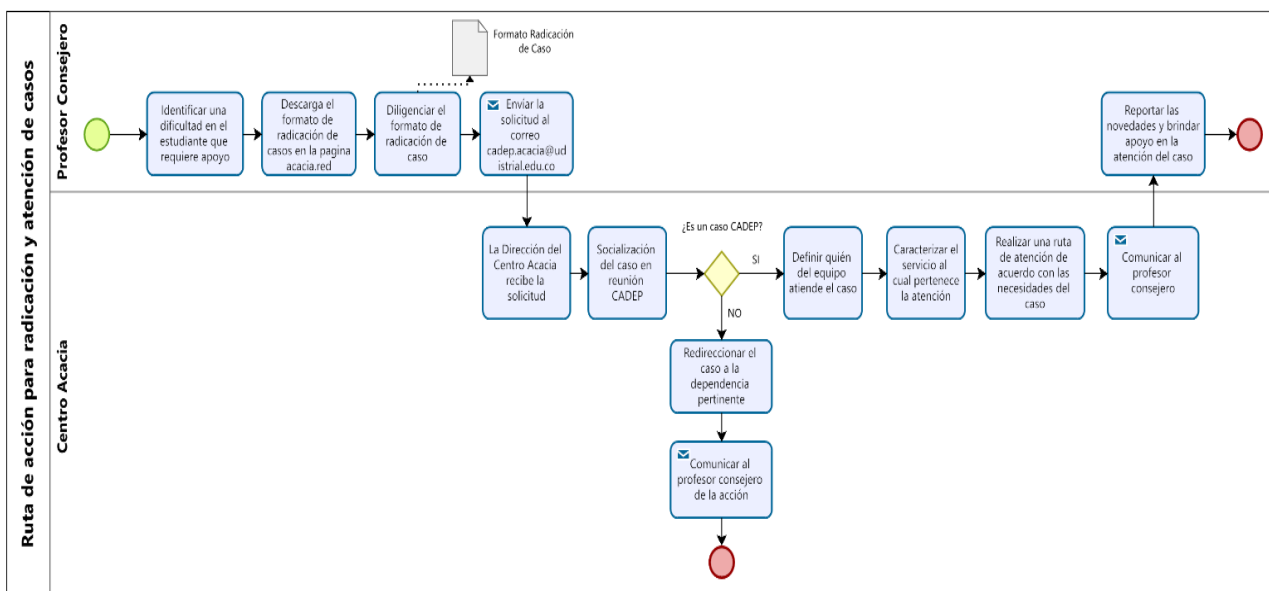 Ruta de acción para radicación y atención de casos
Profesor Consejero
Formato Radicación
de Caso
Identificar una
dificultad en el
estudiante que
requiere apoyo
Descarga el
formato de
radicación de
casos en la pagina
acacia.red
Diligenciar el
formato de
radicación de
caso
Enviar la
solicitud al
correo
cadep.acacia@ud
istrial.edu.co
Reportar las
novedades y brindar
apoyo en la
atención del caso
Centro Acacia
La Dirección del
Centro Acacia
recibe la
solicitud
Socialización
del caso en
reunión
CADEP
¿Es un caso CADEP?
SI
NO
Definir quién
del equipo
atiende el caso
Caracterizar el
servicio al
cual pertenece
la atención
Realizar una ruta
de atención de
acuerdo con las
necesidades del
caso
Comunicar al
profesor
consejero
Redireccionar el
caso a la
dependencia
pertinente
Comunicar al
profesor consejero
de la acción